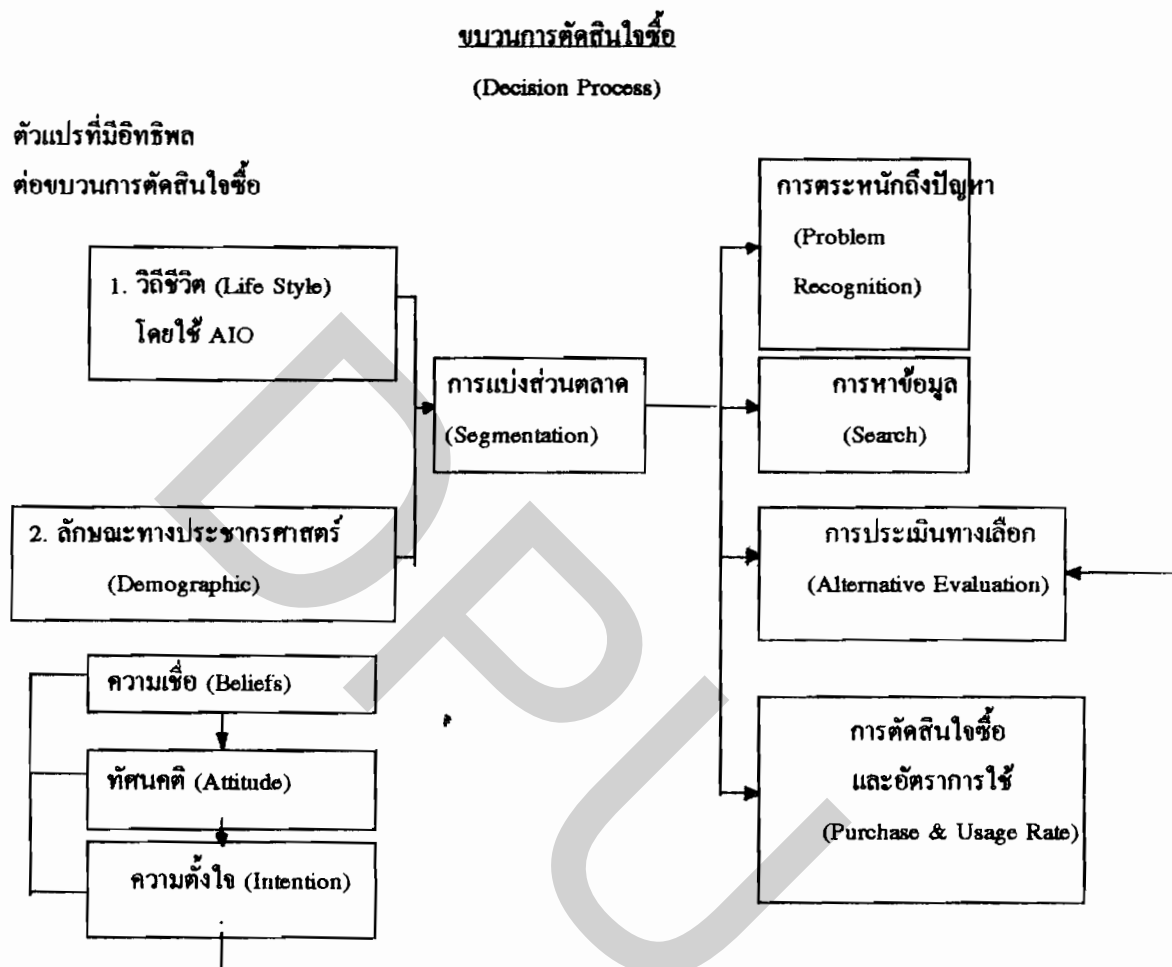 ขบวนการตัดสินใจซื้อ
(Decision Process)
ตัวแปรที่มีอิทธิพล
ต่อขบวนการตัดสินใจซื้อ
1. วิถีชีวิต (Life Style)
โดยใช้ AIO
2. ลักษณะทางประชากรศาสตร์
(Demographic)
ความเชื่อ (Beliefs)
ทัศนคติ (Attitude)
ความตั้งใจ (Intention)
การแบ่งส่วนตลาด
(Segmentation)
การตระหนักถึงปัญหา
(Problem
Recognition)
การหาข้อมูล
(Search)
การประเมินทางเลือก
(Alternative Evaluation)
การตัดสินใจซื้อ
และอัตราการใช้
(Purchase & Usage Rate)
DPU